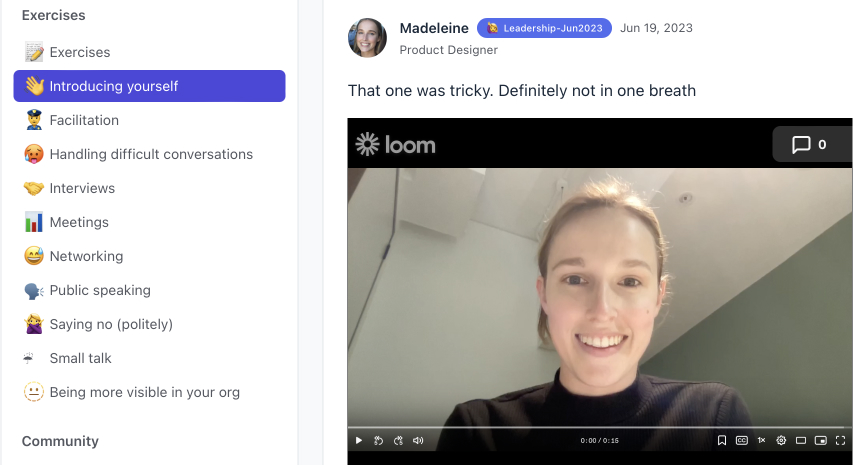 Exercises
Exercises
Introducing yourself
Facilitation
Handling difficult conversations
Interviews
Meetings
Networking
Public speaking
Saying no (politely)
Small talk
Being more visible in your org
Community
Madeleine Leadership-Jun2023 Jun 19, 2023
Product Designer
That one was tricky. Definitely not in one breath
loom 0
0:00 / 0:15 CC 1x